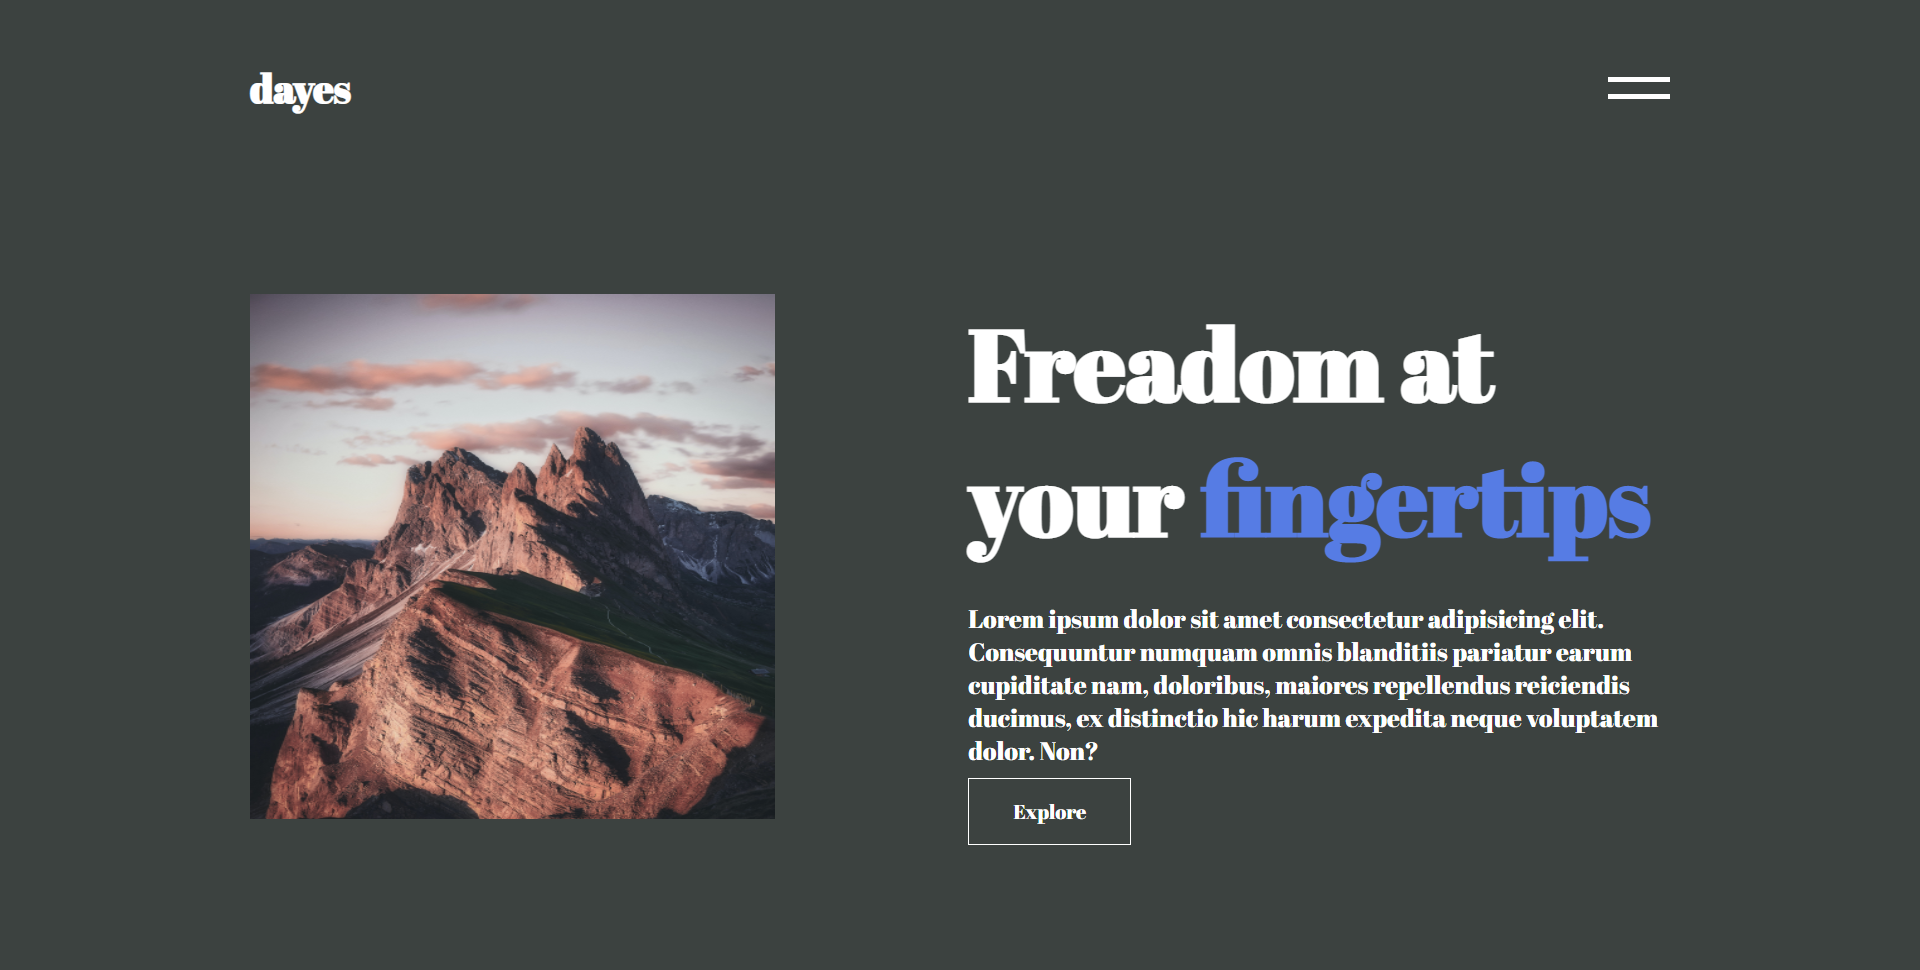 dayes
Freadom at
your fingertips
Lorem ipsum dolor sit amet consectetur adipisicing elit.
Consequuntur numquam omnis blanditiis pariatur earum
cupiditate nam, doloribus, maiores repellendus reiciendis
ducimus, ex distinctio hic harum expedita neque voluptatem
dolor. Non?
Explore